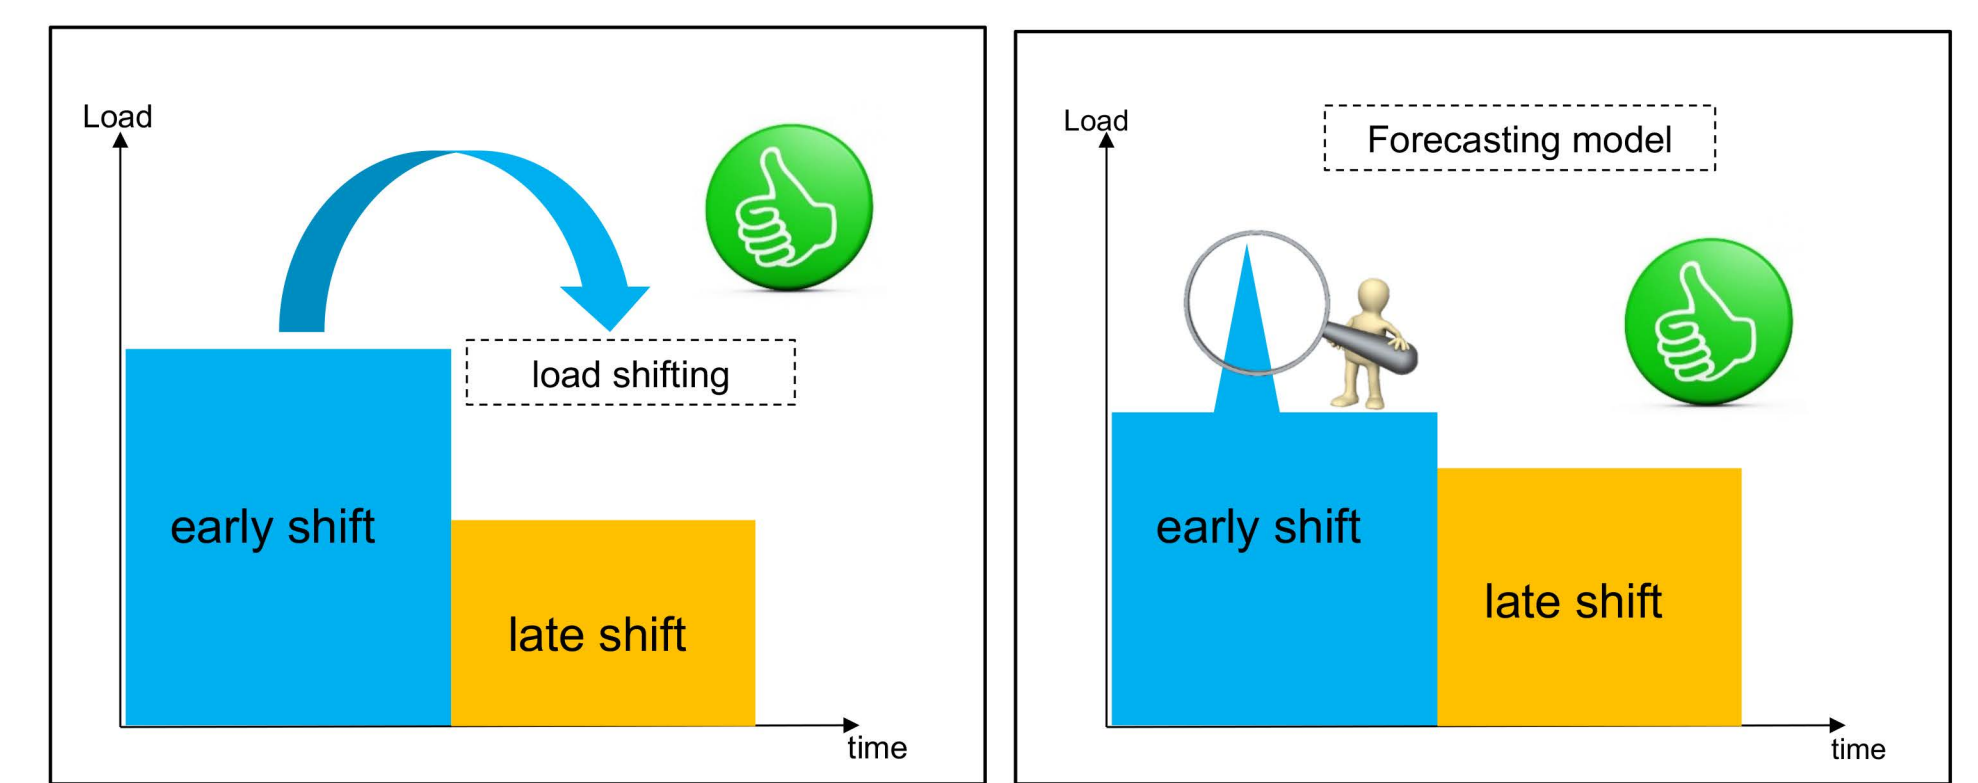 Load
load shifting
early shift
late shift
time
Load
Forecasting model
early shift
late shift
time